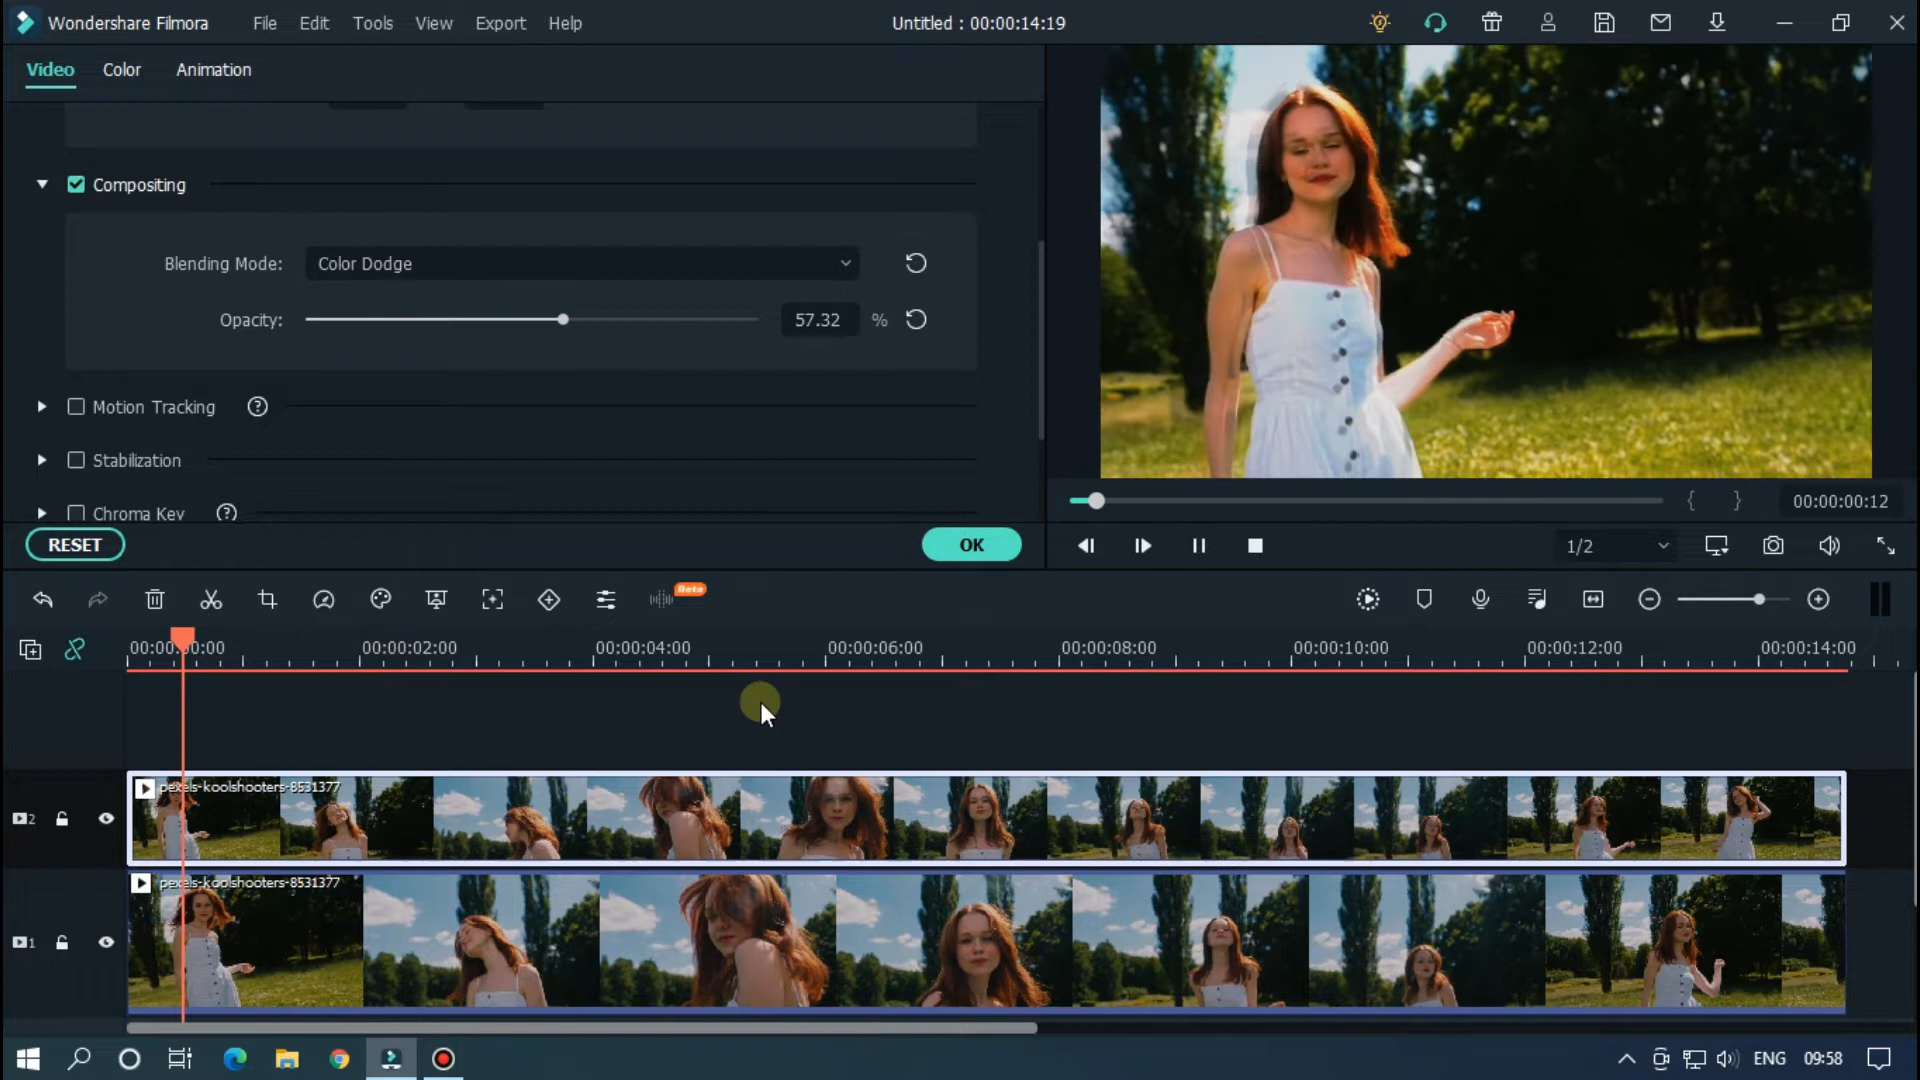 Wondershare Filmora File Edit Tools View Export Help Untitled : 00:00:14:19
Video Color Animation
Compositing
Blending Mode: Color Dodge
Opacity: 57.32 %
Motion Tracking ?
Stabilization
Chroma Key ?
{ } 00:00:00:12
RESET OK
1/2
Beta
00:00:00:00 00:00:02:00 00:00:04:00 00:00:06:00 00:00:08:00 00:00:10:00 00:00:12:00 00:00:14:00
pexels-koolshooters-8531377
2
pexels-koolshooters-8531377
1
ENG 09:58